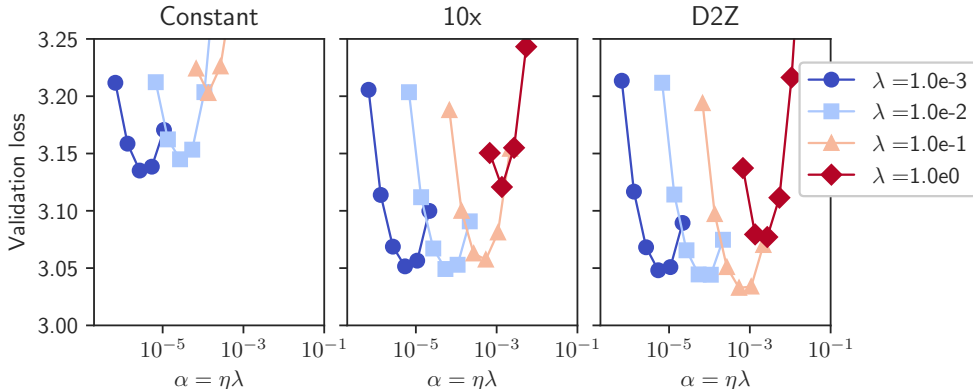 Constant 10x D2Z
Validation loss
3.25
3.20
3.15
3.10
3.05
3.00
10^{-5} 10^{-3} 10^{-1}
10^{-5} 10^{-3} 10^{-1}
10^{-5} 10^{-3} 10^{-1}
α = ηλ α = ηλ α = ηλ
λ =1.0e-3
λ =1.0e-2
λ =1.0e-1
λ =1.0e0